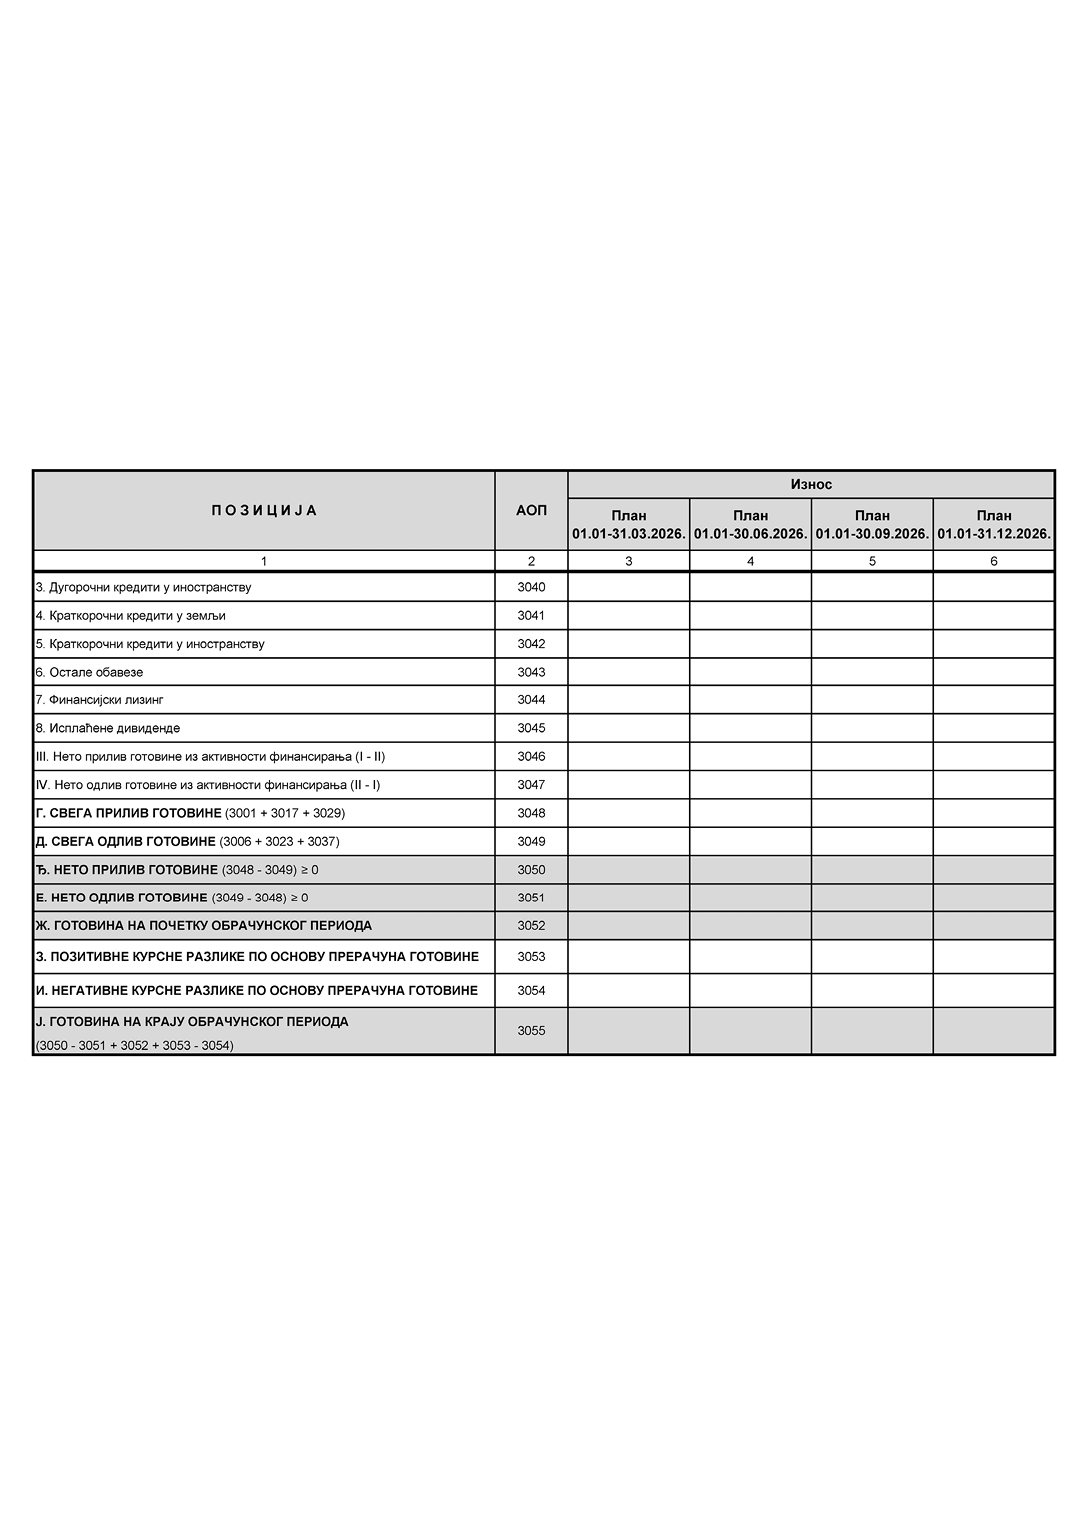 П О З И Ц И Ј А
АОП
Износ
План
01.01-31.03.2026.
План
01.01-30.06.2026.
План
01.01-30.09.2026.
План
01.01-31.12.2026.
1 2 3 4 5 6
3. Дугорочни кредити у иностранству 3040
4. Краткорочни кредити у земљи 3041
5. Краткорочни кредити у иностранству 3042
6. Остале обавезе 3043
7. Финансијски лизинг 3044
8. Исплаћене дивиденде 3045
III. Нето прилив готовине из активности финансирања (I - II) 3046
IV. Нето одлив готовине из активности финансирања (II - I) 3047
Г. СВЕГА ПРИЛИВ ГОТОВИНЕ (3001 + 3017 + 3029) 3048
Д. СВЕГА ОДЛИВ ГОТОВИНЕ (3006 + 3023 + 3037) 3049
Ђ. НЕТО ПРИЛИВ ГОТОВИНЕ (3048 - 3049) ≥ 0 3050
Е. НЕТО ОДЛИВ ГОТОВИНЕ (3049 - 3048) ≥ 0 3051
Ж. ГОТОВИНА НА ПОЧЕТКУ ОБРАЧУНСКОГ ПЕРИОДА 3052
З. ПОЗИТИВНЕ КУРСНЕ РАЗЛИКЕ ПО ОСНОВУ ПРЕРАЧУНА ГОТОВИНЕ 3053
И. НЕГАТИВНЕ КУРСНЕ РАЗЛИКЕ ПО ОСНОВУ ПРЕРАЧУНА ГОТОВИНЕ 3054
Ј. ГОТОВИНА НА КРАЈУ ОБРАЧУНСКОГ ПЕРИОДА
(3050 - 3051 + 3052 + 3053 - 3054)
3055